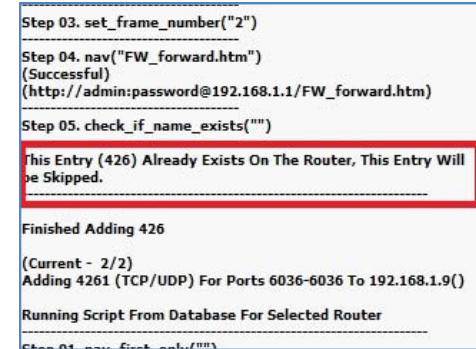 Step 03. set_frame_number("2")
Step 04. nav("FW_forward.htm")
(Successful)
(http://admin:password@192.168.1.1/FW_forward.htm)
Step 05. check_if_name_exists("")
This Entry (426) Already Exists On The Router, This Entry Will
be Skipped.
Finished Adding 426
(Current - 2/2)
Adding 4261 (TCP/UDP) For Ports 6036-6036 To 192.168.1.9()
Running Script From Database For Selected Router
Step 01. nav_first_only("")